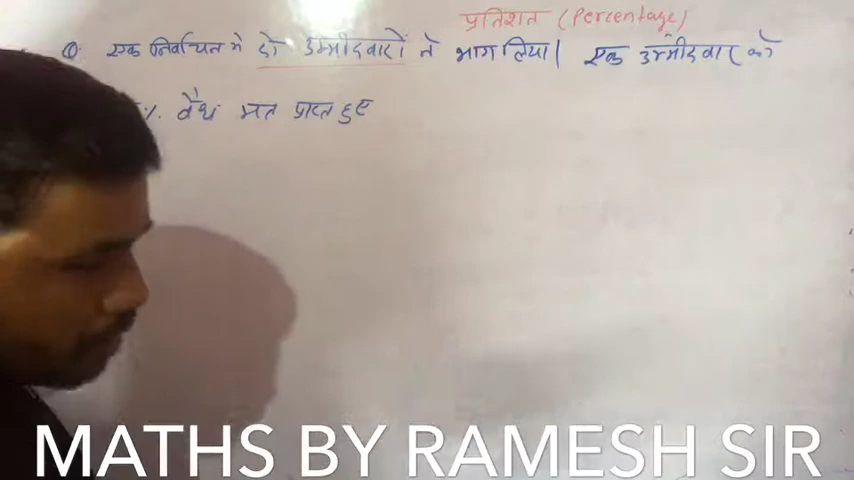 प्रतिशत (Percentage)
Q. एक निर्वाचन मे दो उम्मीदवारों ने भाग लिया। एक उम्मीदवार को
% वैध मत प्राप्त हुए
MATHS BY RAMESH SIR